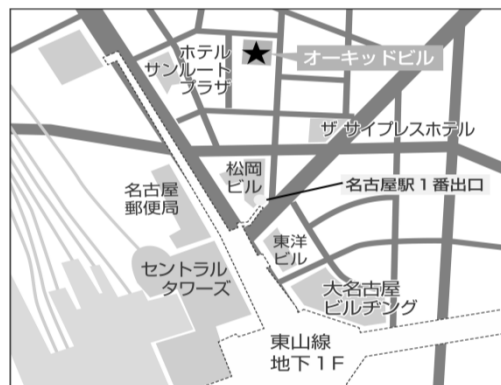 ホテル
サンルート
プラザ
オーキッドビル
ザ サイプレスホテル
松岡
ビル
名古屋駅1番出口
名古屋
郵便局
東洋
ビル
セントラル
タワーズ
大名古屋
ビルヂング
東山線
地下1F